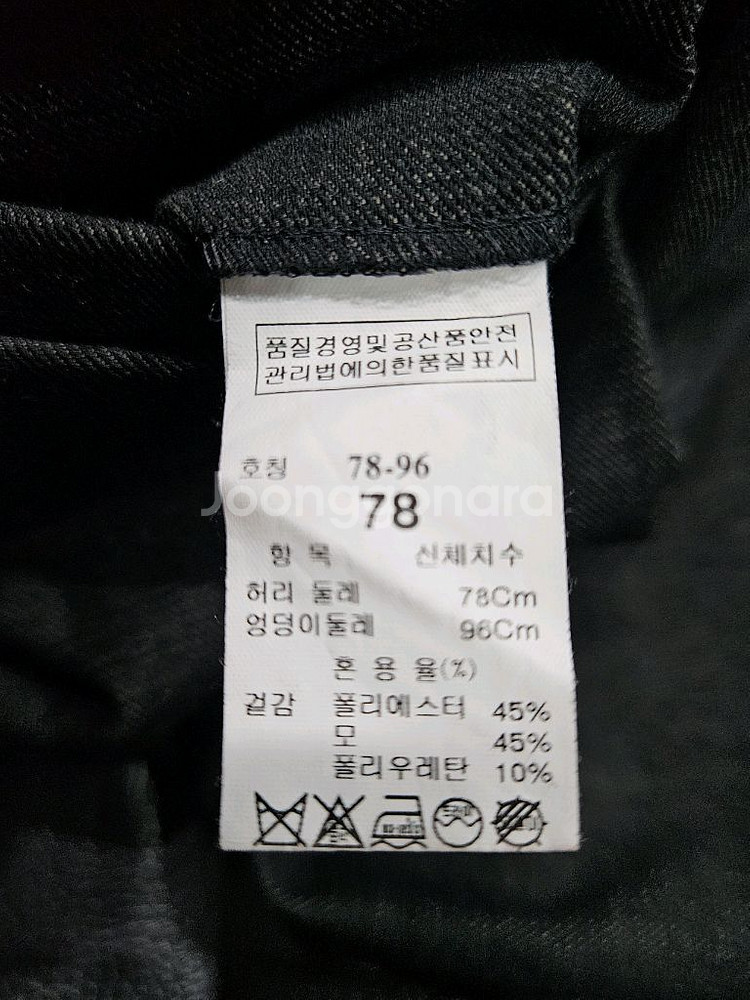 품질경영및공산품안전
관리법에의한품질표시
호칭 78-96
Joonggonara
78
항 목 신체치수
허리 둘레 78Cm
엉덩이둘레 96Cm
혼 용 율(%)
겉감 폴리에스터 45%
모 45%
폴리우레탄 10%